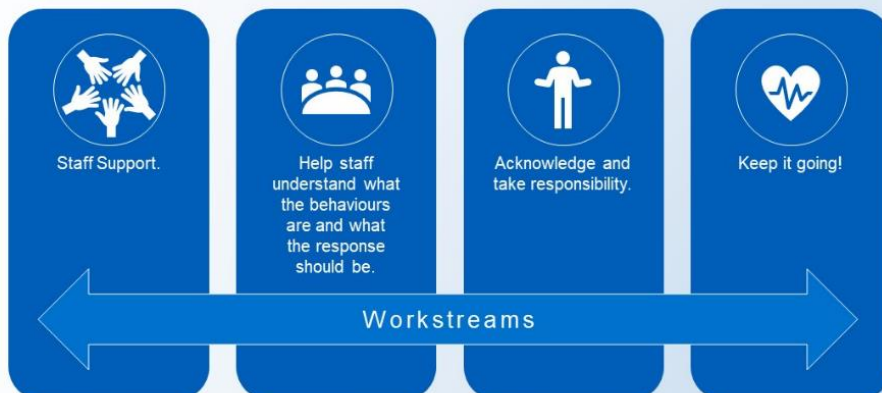 Staff Support.
Help staff
understand what
the behaviours
are and what
the response
should be.
Acknowledge and
take responsibility.
Keep it going!
Workstreams